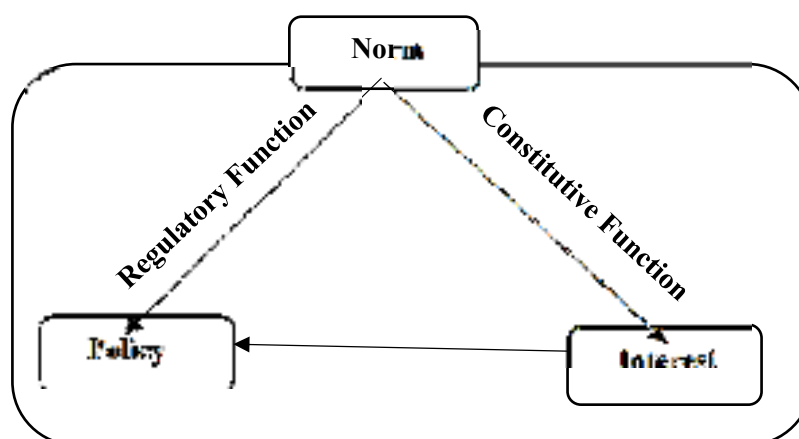 Norm
Regulatory Function
Constitutive Function
Policy
Interest